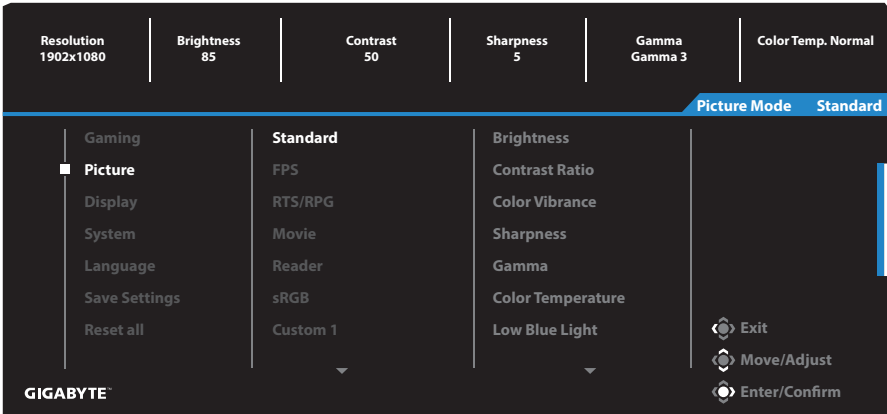 Resolution
1902x1080
Brightness
85
Contrast
50
Sharpness
5
Gamma
Gamma 3
Color Temp. Normal
Picture Mode Standard
Gaming
Picture
Display
System
Language
Save Settings
Reset all
Standard
FPS
RTS/RPG
Movie
Reader
sRGB
Custom 1
Brightness
Contrast Ratio
Color Vibrance
Sharpness
Gamma
Color Temperature
Low Blue Light
Exit
Move/Adjust
Enter/Confirm
GIGABYTE™